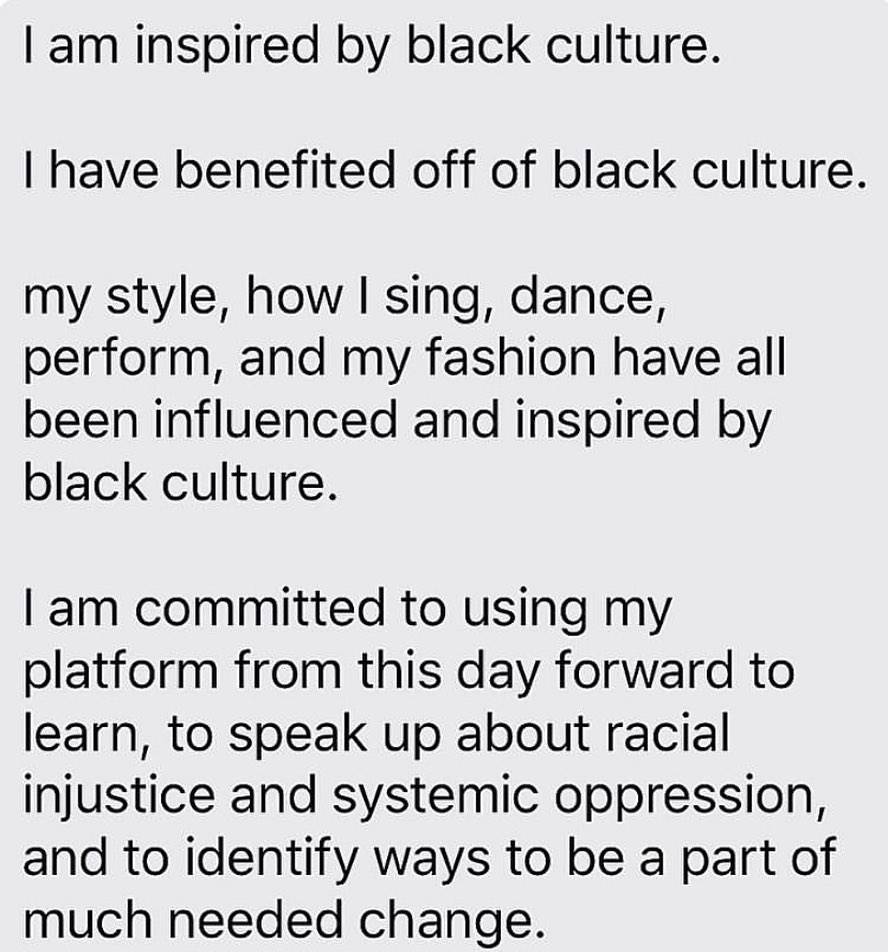 I am inspired by black culture.
I have benefited off of black culture.
my style, how I sing, dance,
perform, and my fashion have all
been influenced and inspired by
black culture.
I am committed to using my
platform from this day forward to
learn, to speak up about racial
injustice and systemic oppression,
and to identify ways to be a part of
much needed change.